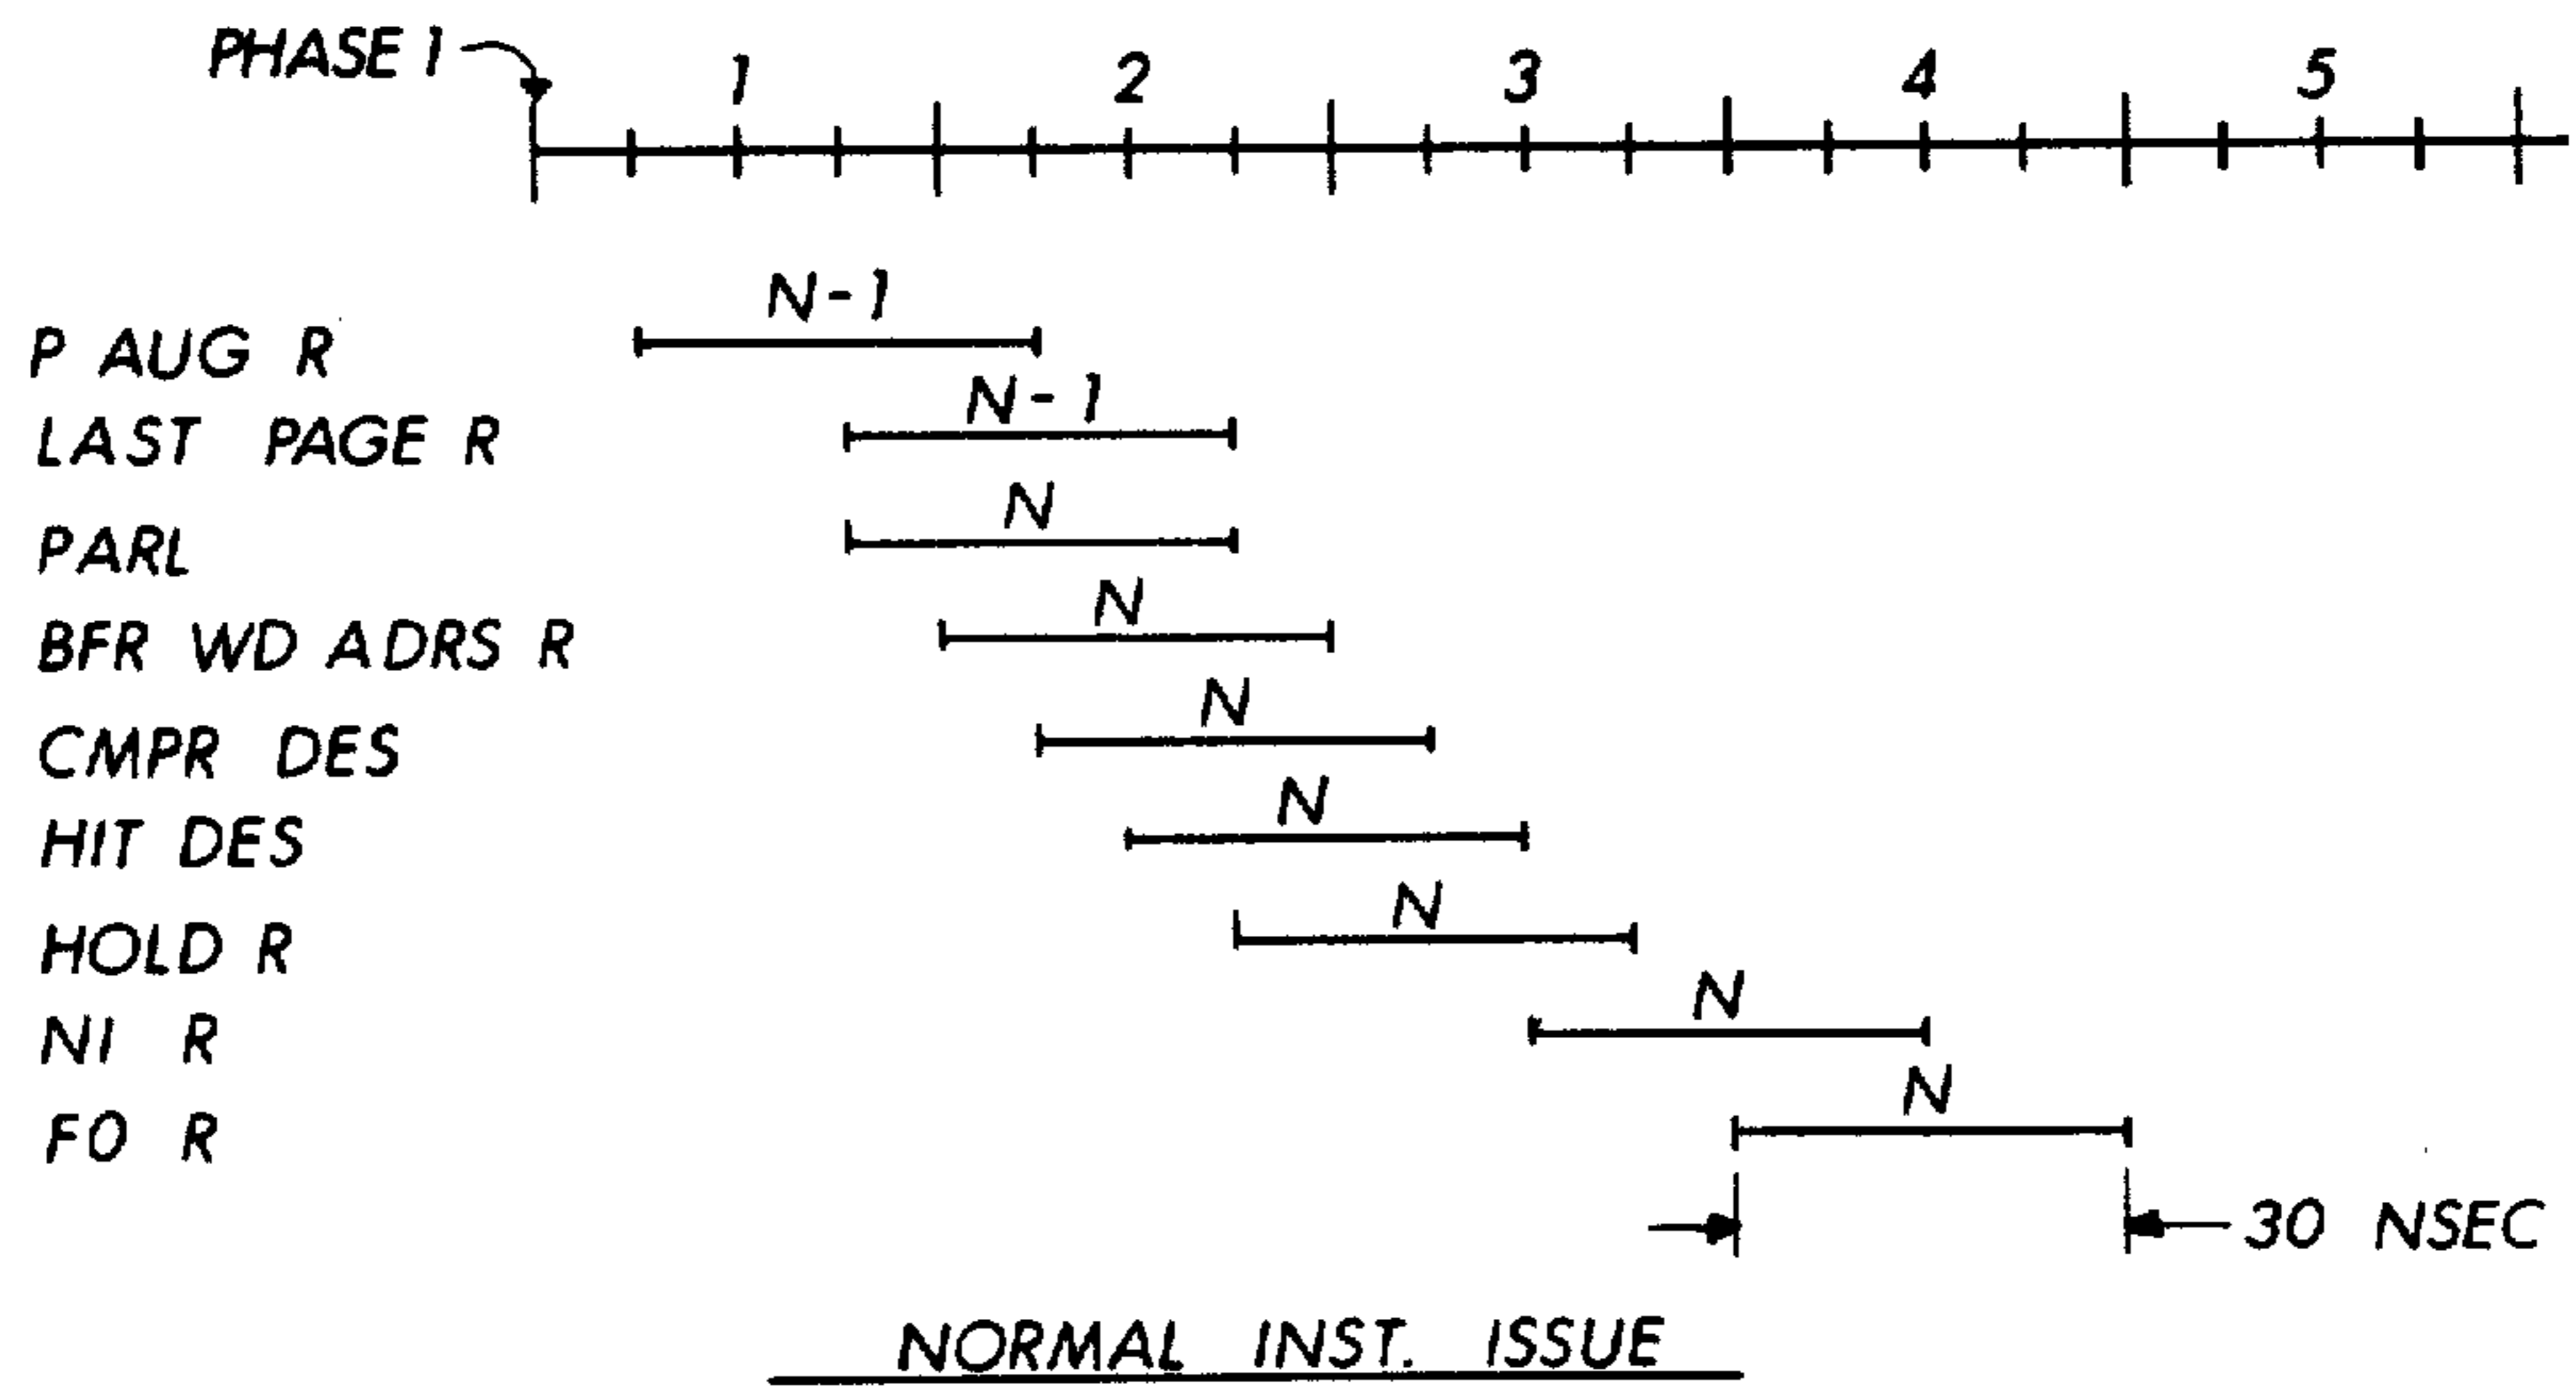 PHASE 1
1 2 3 4 5
P AUG R N-1
LAST PAGE R N-1
PARL N
BFR WD ADRS R N
CMPR DES N
HIT DES N
HOLD R N
NI R N
FO R N
30 NSEC
NORMAL INST. ISSUE